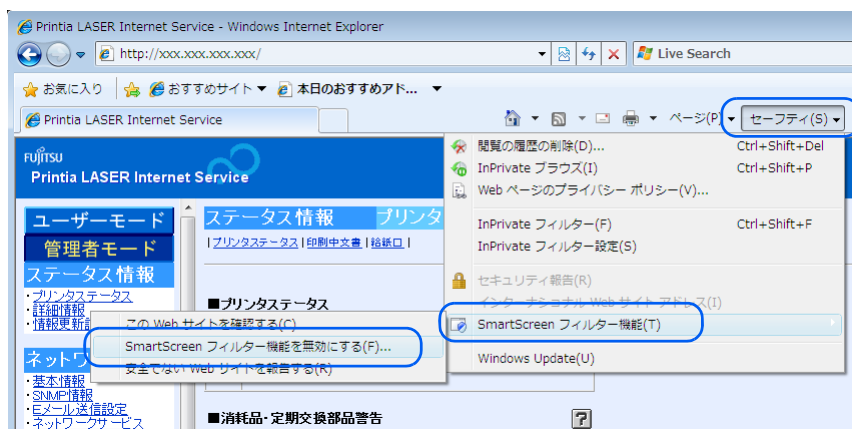 Printia LASER Internet Service - Windows Internet Explorer
http://xxx.xxx.xxx.xxx/
Live Search
お気に入り おすすめサイト ▼ 本日のおすすめアド... ▼
Printia LASER Internet Service
ページ(P) ▼ セーフティ(S) ▼
FUJITSU
Printia LASER Internet Service
ユーザーモード
管理者モード
ステータス情報
・プリンタステータス
・詳細情報
・情報更新
ネットワ
・基本情報
・SNMP情報
・Eメール送信設定
・ネットワークサービス
ステータス情報 プリンタ
| プリンタステータス | 印刷中文書 | 給紙口 |
■プリンタステータス
■消耗品・定期交換部品警告
?
閲覧の履歴の削除(D)... Ctrl+Shift+Del
InPrivate ブラウズ(I) Ctrl+Shift+P
Web ページのプライバシー ポリシー(V)...
InPrivate フィルター(F) Ctrl+Shift+F
InPrivate フィルター設定(S)
セキュリティ報告(R)
インターナショナル Web サイト アドレス(I)
SmartScreen フィルター機能(T)
Windows Update(U)
この Web サイトを確認する(C)
SmartScreen フィルター機能を無効にする(F)...
安全でない Web サイトを報告する(R)